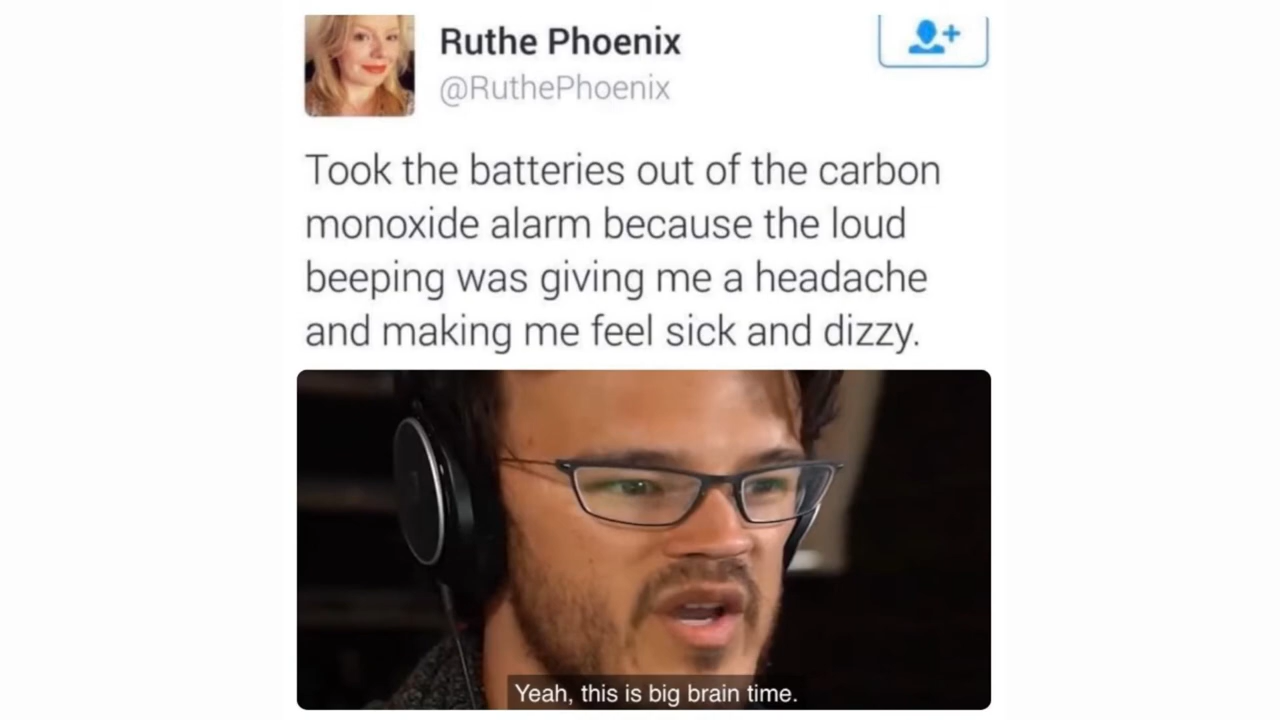 Ruthe Phoenix
@RuthePhoenix
Took the batteries out of the carbon
monoxide alarm because the loud
beeping was giving me a headache
and making me feel sick and dizzy.
Yeah, this is big brain time.